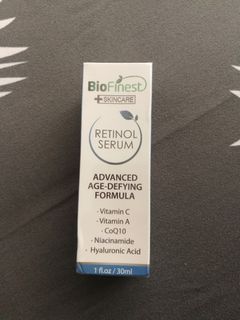 BioFinest
+SKINCARE
RETINOL
SERUM
ADVANCED
AGE-DEFYING
FORMULA
· Vitamin C
· Vitamin A
· CoQ10
· Niacinamide
· Hyaluronic Acid
1 fl.oz/30ml